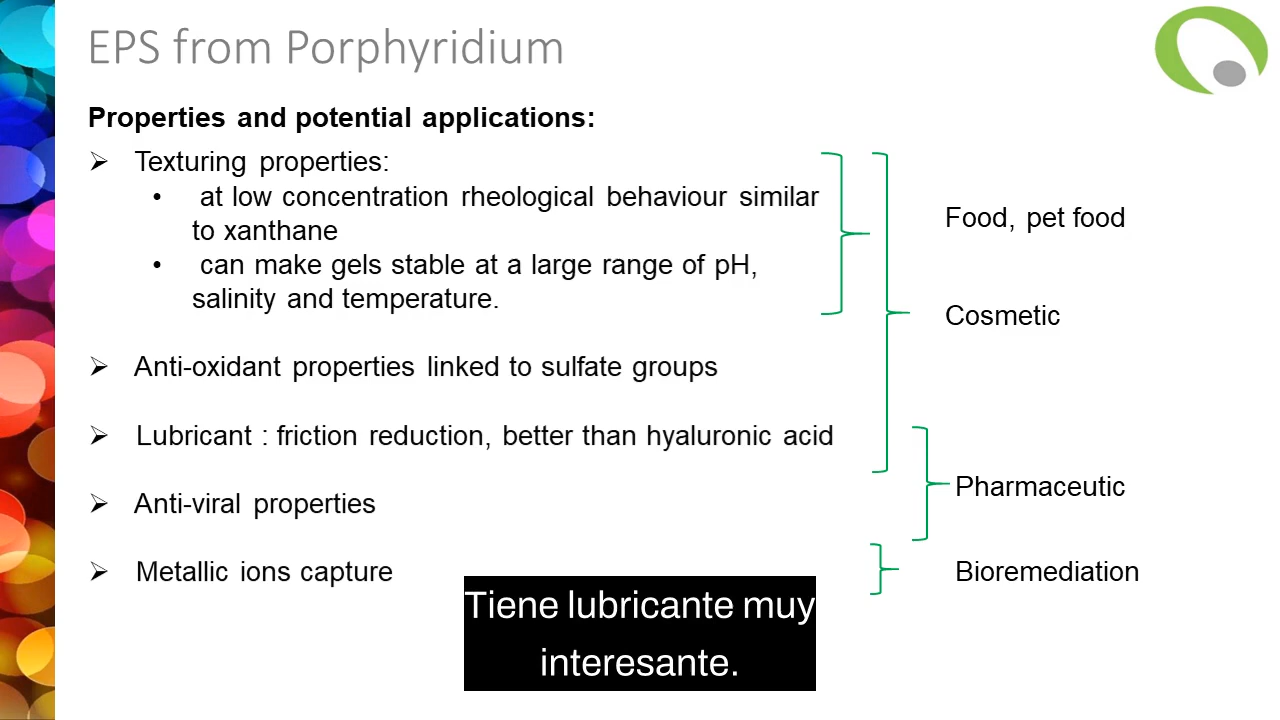 EPS from Porphyridium
Properties and potential applications:
Texturing properties:
at low concentration rheological behaviour similar
to xanthane
can make gels stable at a large range of pH,
salinity and temperature.
Anti-oxidant properties linked to sulfate groups
Lubricant : friction reduction, better than hyaluronic acid
Anti-viral properties
Metallic ions capture
Food, pet food
Cosmetic
Pharmaceutic
Bioremediation
Tiene lubricante muy
interesante.